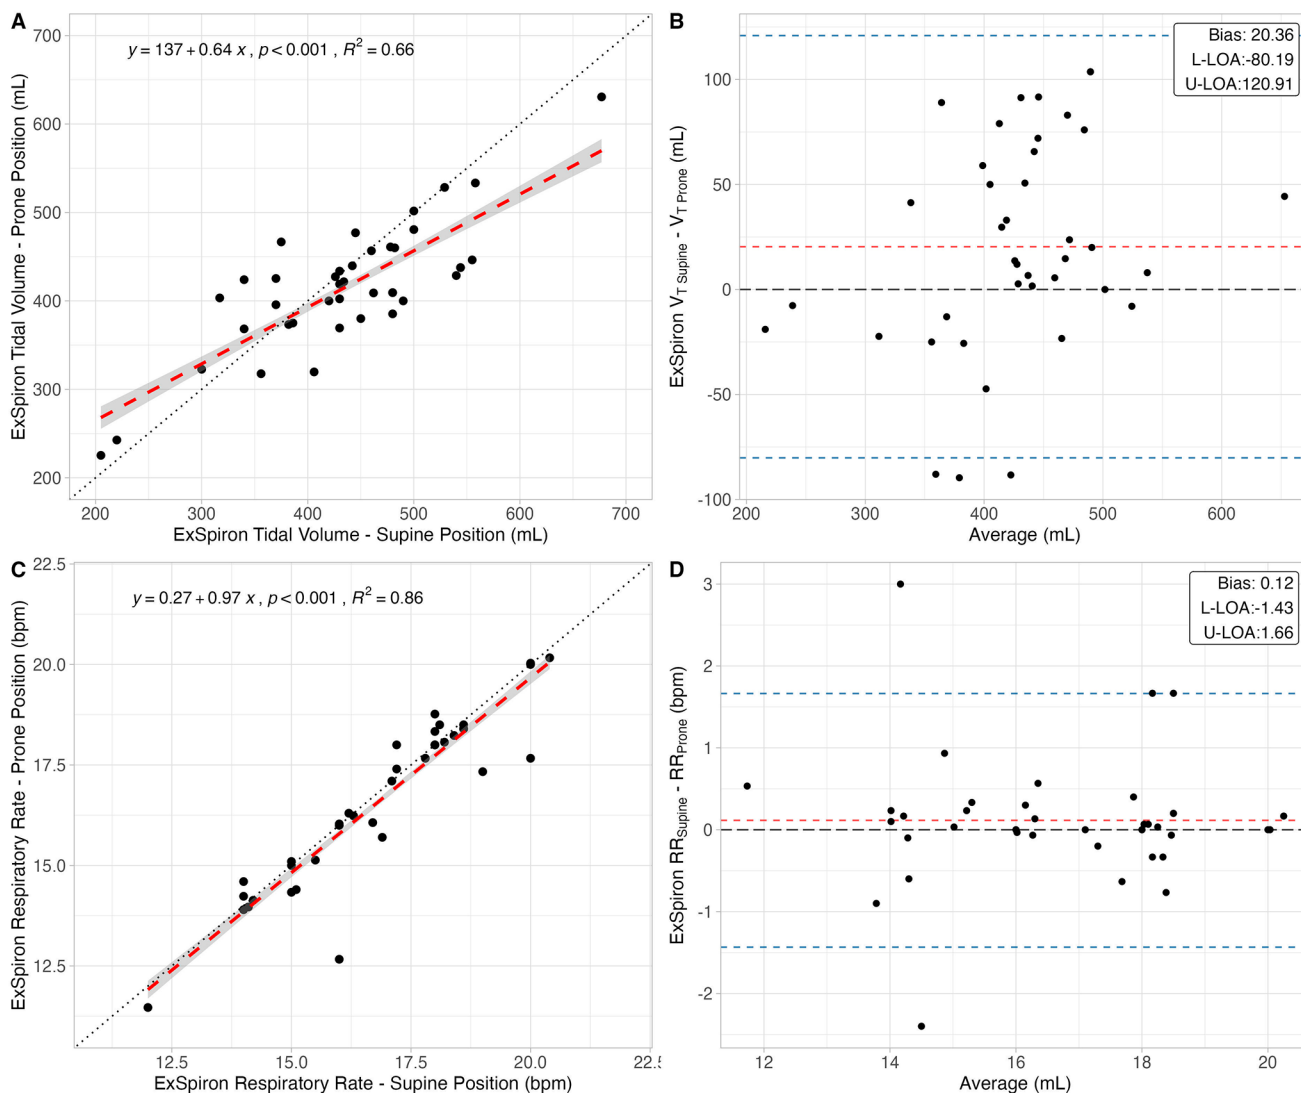 A
700
600
500
400
300
200
ExSpiron Tidal Volume - Prone Position (mL)
y = 137 + 0.64 x , p < 0.001 , R² = 0.66
200 300 400 500 600 700
ExSpiron Tidal Volume - Supine Position (mL)
B
100
50
0
-50
-100
ExSpiron V_T Supine - V_T Prone (mL)
Bias: 20.36
L-LOA:-80.19
U-LOA:120.91
200 300 400 500 600
Average (mL)
C
22.5
20.0
17.5
15.0
12.5
ExSpiron Respiratory Rate - Prone Position (bpm)
y = 0.27 + 0.97 x , p < 0.001 , R² = 0.86
12.5 15.0 17.5 20.0 22.5
ExSpiron Respiratory Rate - Supine Position (bpm)
D
3
2
1
0
-1
-2
ExSpiron RR_Supine - RR_Prone (bpm)
Bias: 0.12
L-LOA:-1.43
U-LOA:1.66
12 14 16 18 20
Average (mL)